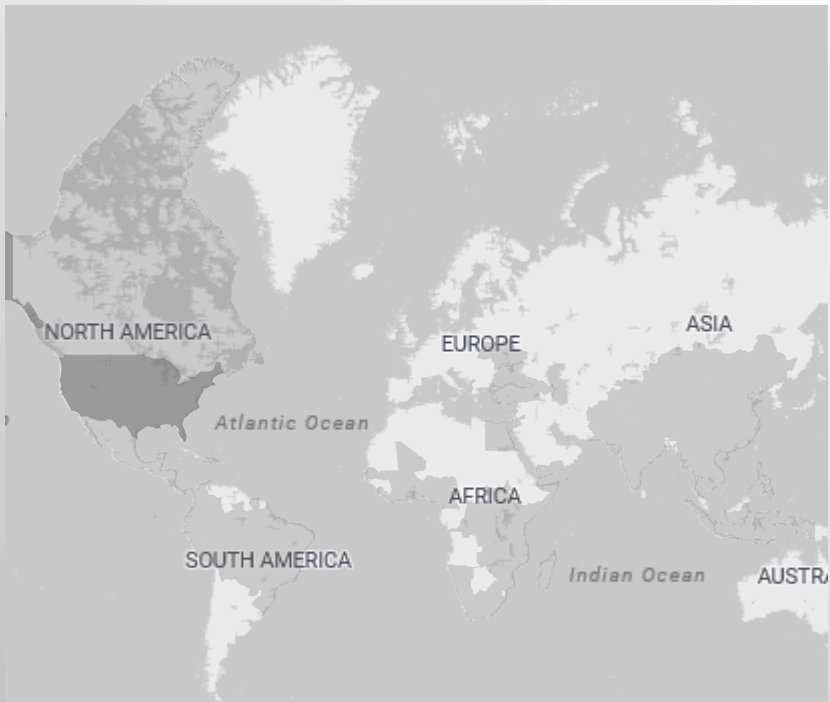 NORTH AMERICA
ASIA
EUROPE
Atlantic Ocean
AFRICA
SOUTH AMERICA
Indian Ocean
AUSTRA